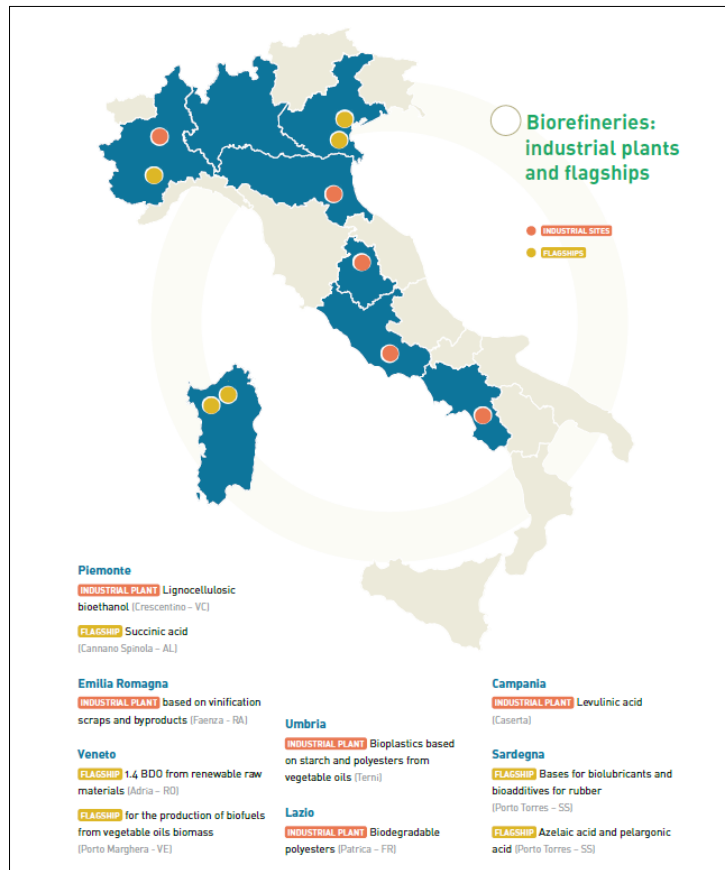 Biorefineries:
industrial plants
and flagships
INDUSTRIAL SITES
FLAGSHIPS
Piemonte
INDUSTRIAL PLANT Lignocellulosic
bioethanol (Crescentino – VC)
FLAGSHIP Succinic acid
(Cannano Spinola – AL)
Emilia Romagna
INDUSTRIAL PLANT based on vinification
scraps and byproducts (Faenza - RA)
Veneto
FLAGSHIP 1.4 BDO from renewable raw
materials (Adria – RO)
FLAGSHIP for the production of biofuels
from vegetable oils biomass
(Porto Marghera - VE)
Umbria
INDUSTRIAL PLANT Bioplastics based
on starch and polyesters from
vegetable oils (Terni)
Lazio
INDUSTRIAL PLANT Biodegradable
polyesters (Patrica – FR)
Campania
INDUSTRIAL PLANT Levulinic acid
(Caserta)
Sardegna
FLAGSHIP Bases for biolubricants and
bioadditives for rubber
(Porto Torres – SS)
FLAGSHIP Azelaic acid and pelargonic
acid (Porto Torres – SS)